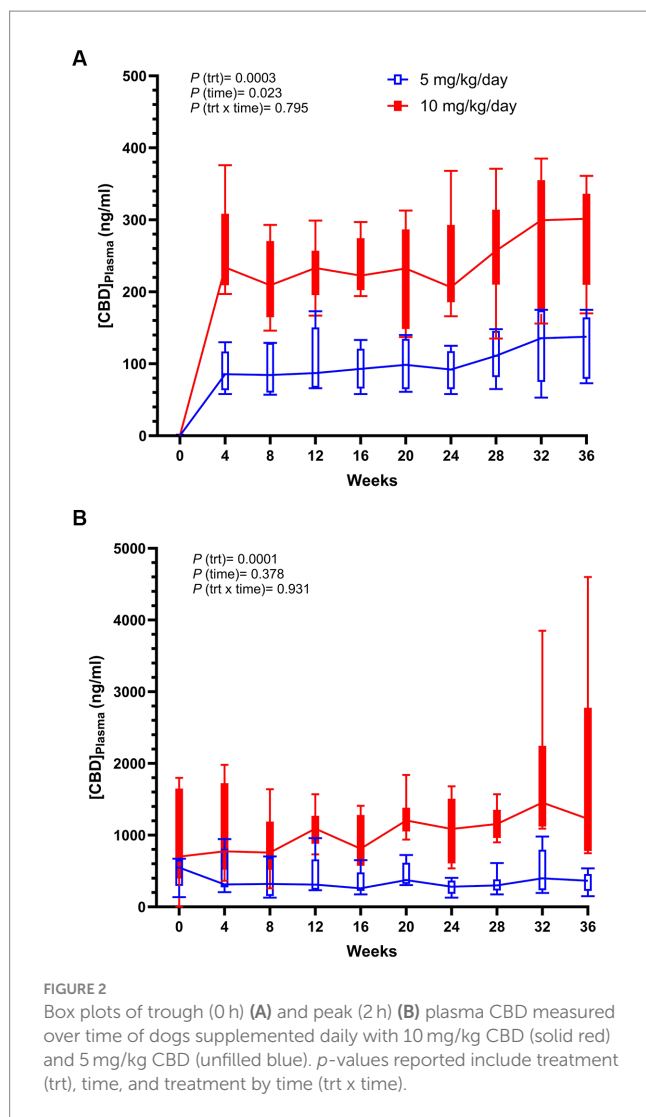 A
500
400
300
200
100
0
[CBD]Plasma (ng/ml)
P (trt)= 0.0003
P (time)= 0.023
P (trt x time)= 0.795
5 mg/kg/day
10 mg/kg/day
0 4 8 12 16 20 24 28 32 36
Weeks
B
5000
4000
3000
2000
1000
0
[CBD]Plasma (ng/ml)
P (trt)= 0.0001
P (time)= 0.378
P (trt x time)= 0.931
0 4 8 12 16 20 24 28 32 36
Weeks
FIGURE 2
Box plots of trough (0 h) (A) and peak (2 h) (B) plasma CBD measured
over time of dogs supplemented daily with 10 mg/kg CBD (solid red)
and 5 mg/kg CBD (unfilled blue). p-values reported include treatment
(trt), time, and treatment by time (trt x time).